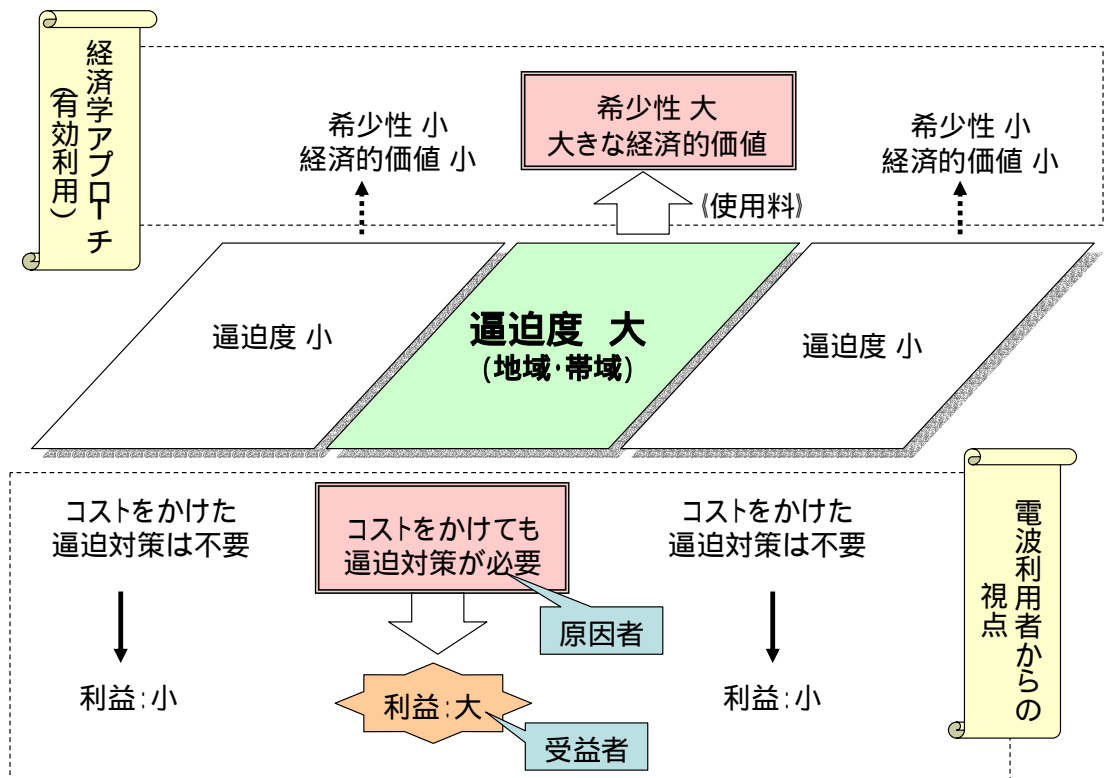 経済学アプローチ
(有効利用)
希少性 小
経済的価値 小
希少性 大
大きな経済的価値
希少性 小
経済的価値 小
《使用料》
逼迫度 小
逼迫度 大
(地域・帯域)
逼迫度 小
コストをかけた
逼迫対策は不要
コストをかけても
逼迫対策が必要
コストをかけた
逼迫対策は不要
電波利用者からの
視点
原因者
利益:小
利益:大
利益:小
受益者